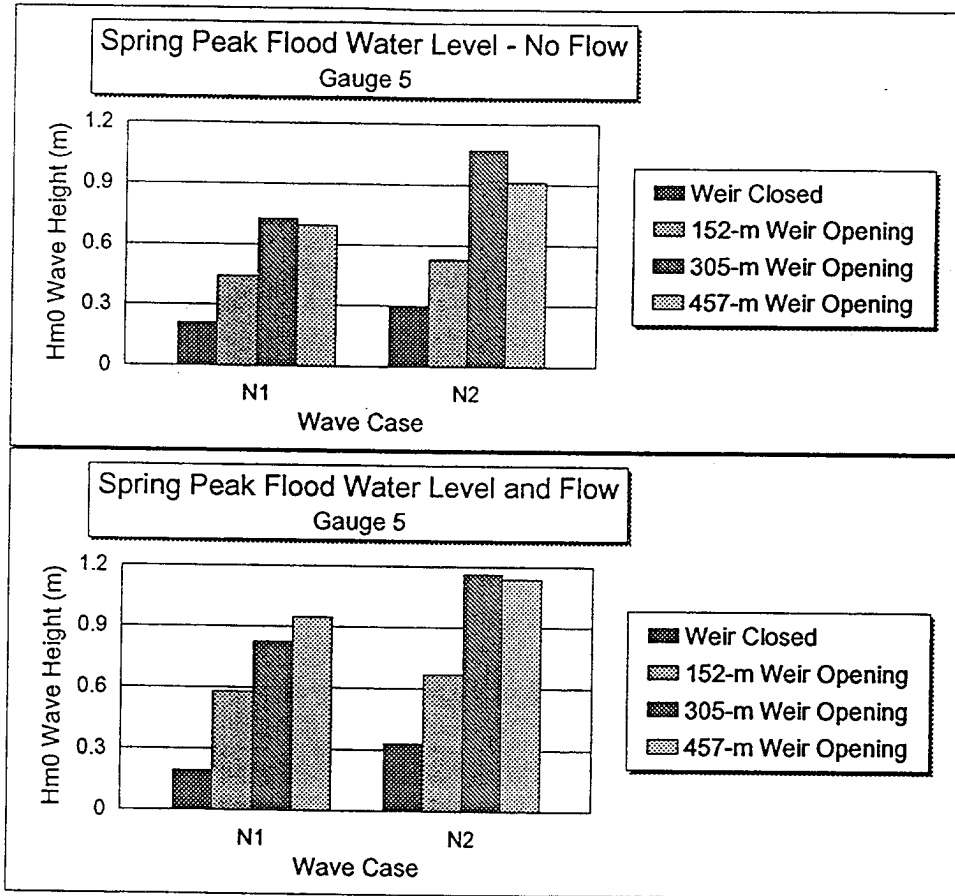 Spring Peak Flood Water Level - No Flow
Gauge 5
Hm0 Wave Height (m)
1.2
0.9
0.6
0.3
0
N1
N2
Wave Case
Weir Closed
152-m Weir Opening
305-m Weir Opening
457-m Weir Opening
Spring Peak Flood Water Level and Flow
Gauge 5
Hm0 Wave Height (m)
1.2
0.9
0.6
0.3
0
N1
N2
Wave Case
Weir Closed
152-m Weir Opening
305-m Weir Opening
457-m Weir Opening